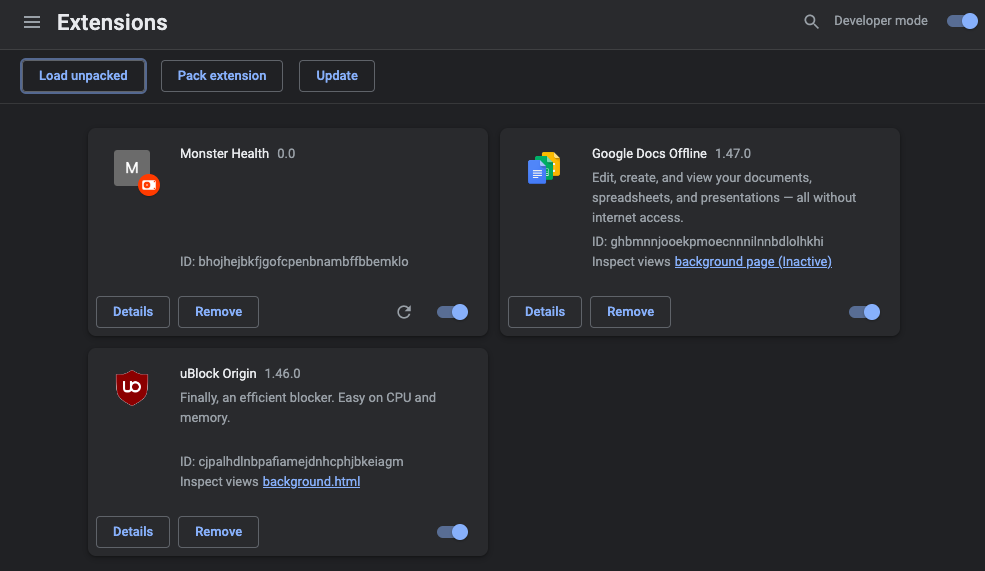 Extensions
Developer mode
Load unpacked
Pack extension
Update
M
Monster Health 0.0
ID: bhojhejbkfjgofcpenbnambffbbemklo
Details
Remove
Google Docs Offline 1.47.0
Edit, create, and view your documents,
spreadsheets, and presentations — all without
internet access.
ID: ghbmnnjooekpmoecnnnilnnbdlolhkhi
Inspect views background page (Inactive)
Details
Remove
uo
uBlock Origin 1.46.0
Finally, an efficient blocker. Easy on CPU and
memory.
ID: cjpalhdlnbpafiamejdnhcphjbkeiagm
Inspect views background.html
Details
Remove